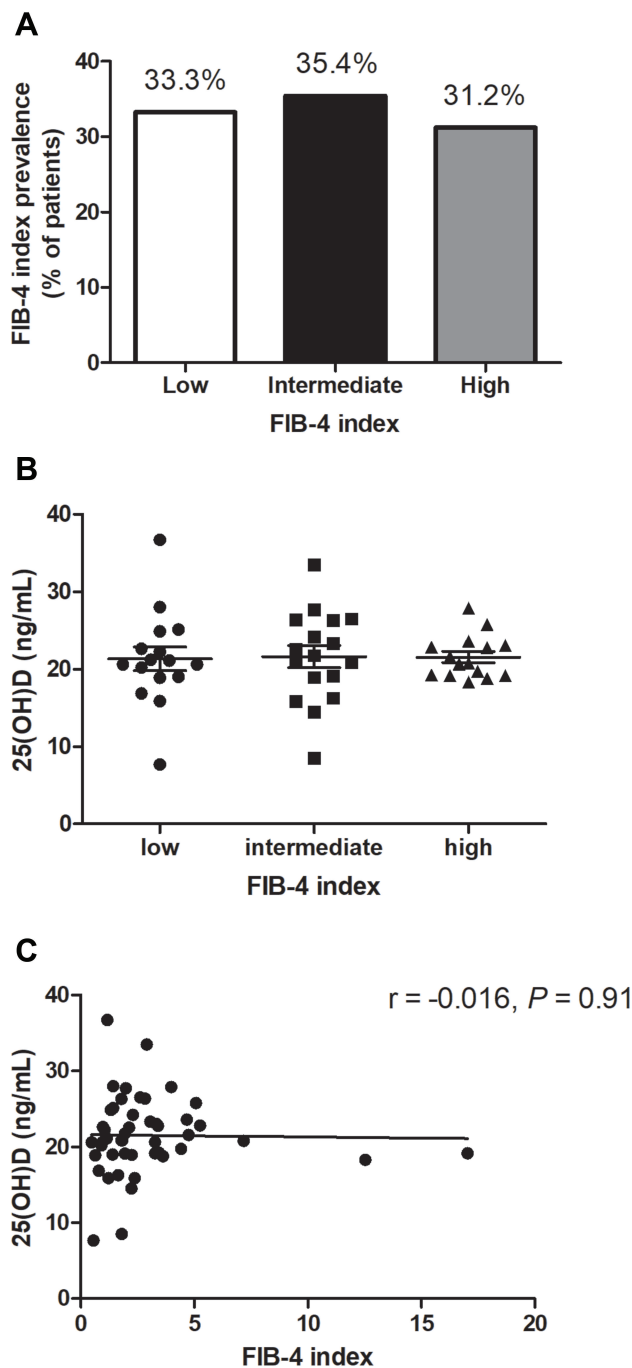 A
FIB-4 index prevalence
(% of patients)
40
30
20
10
0
33.3%
35.4%
31.2%
Low
Intermediate
High
FIB-4 index
B
25(OH)D (ng/mL)
40
30
20
10
0
low
intermediate
high
FIB-4 index
C
25(OH)D (ng/mL)
40
30
20
10
0
r = -0.016, P = 0.91
0
5
10
15
20
FIB-4 index